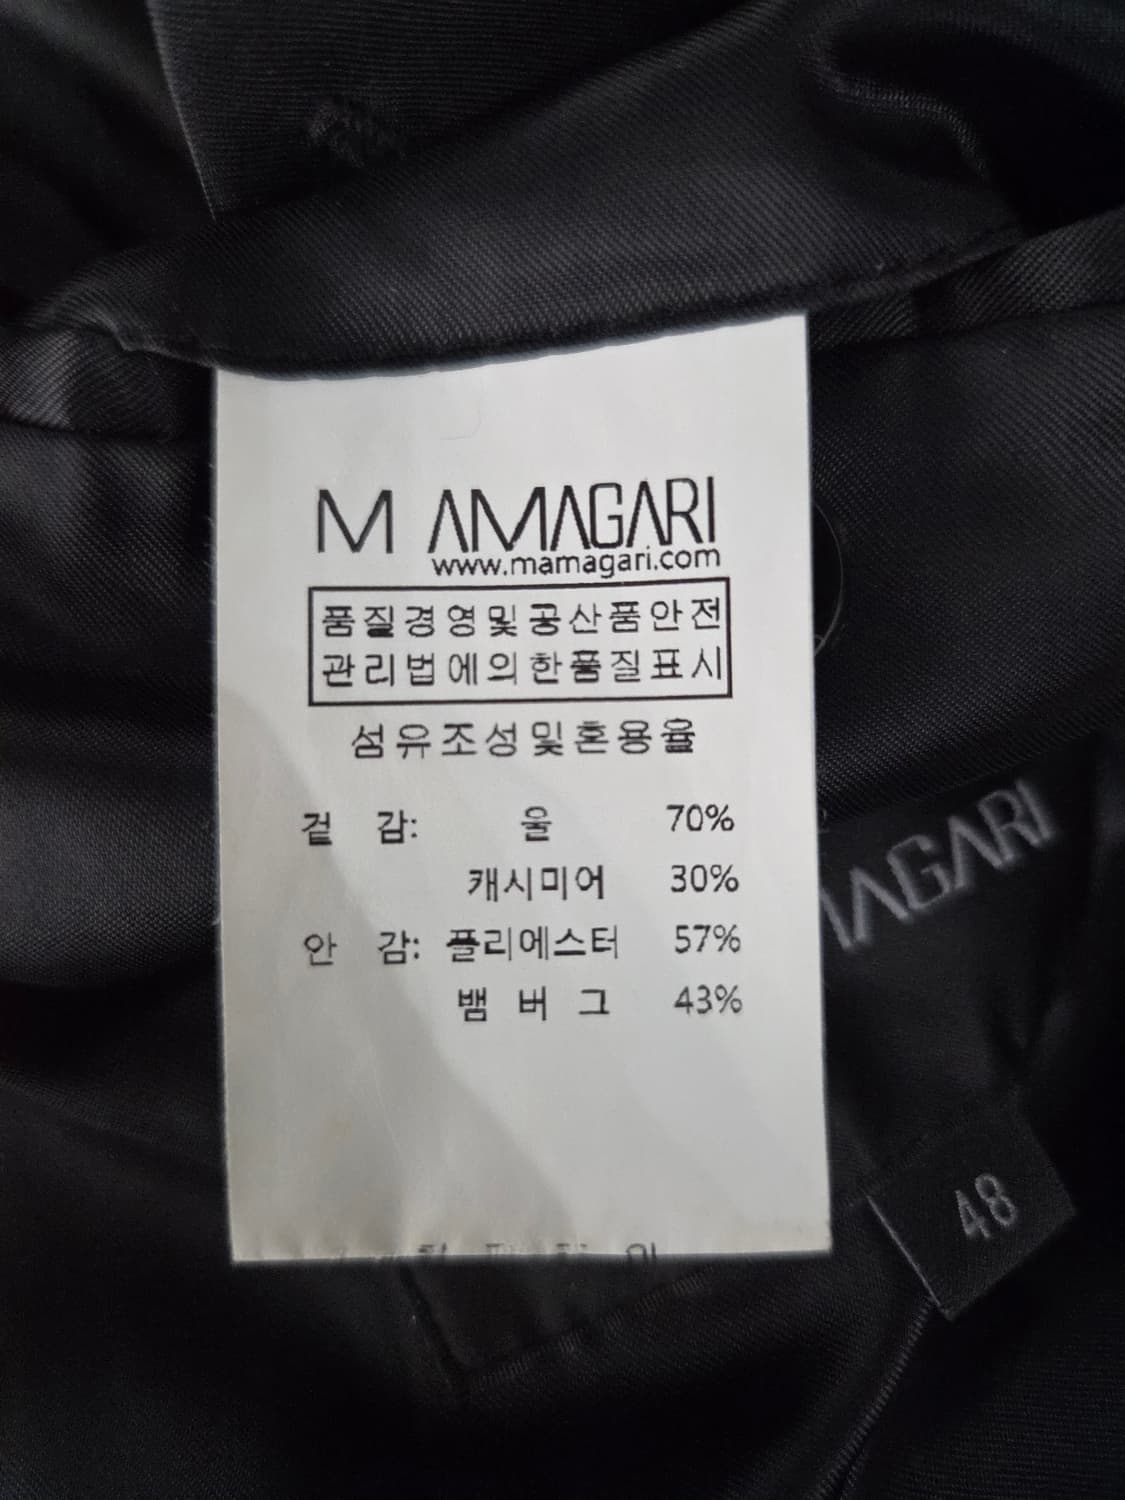 M AMAGARI
www.mamagari.com
품질경영및공산품안전
관리법에의한품질표시
섬유조성및혼용율
겉 감: 울 70%
캐시미어 30%
안 감: 폴리에스터 57%
뱀버그 43%
MAGARI
48